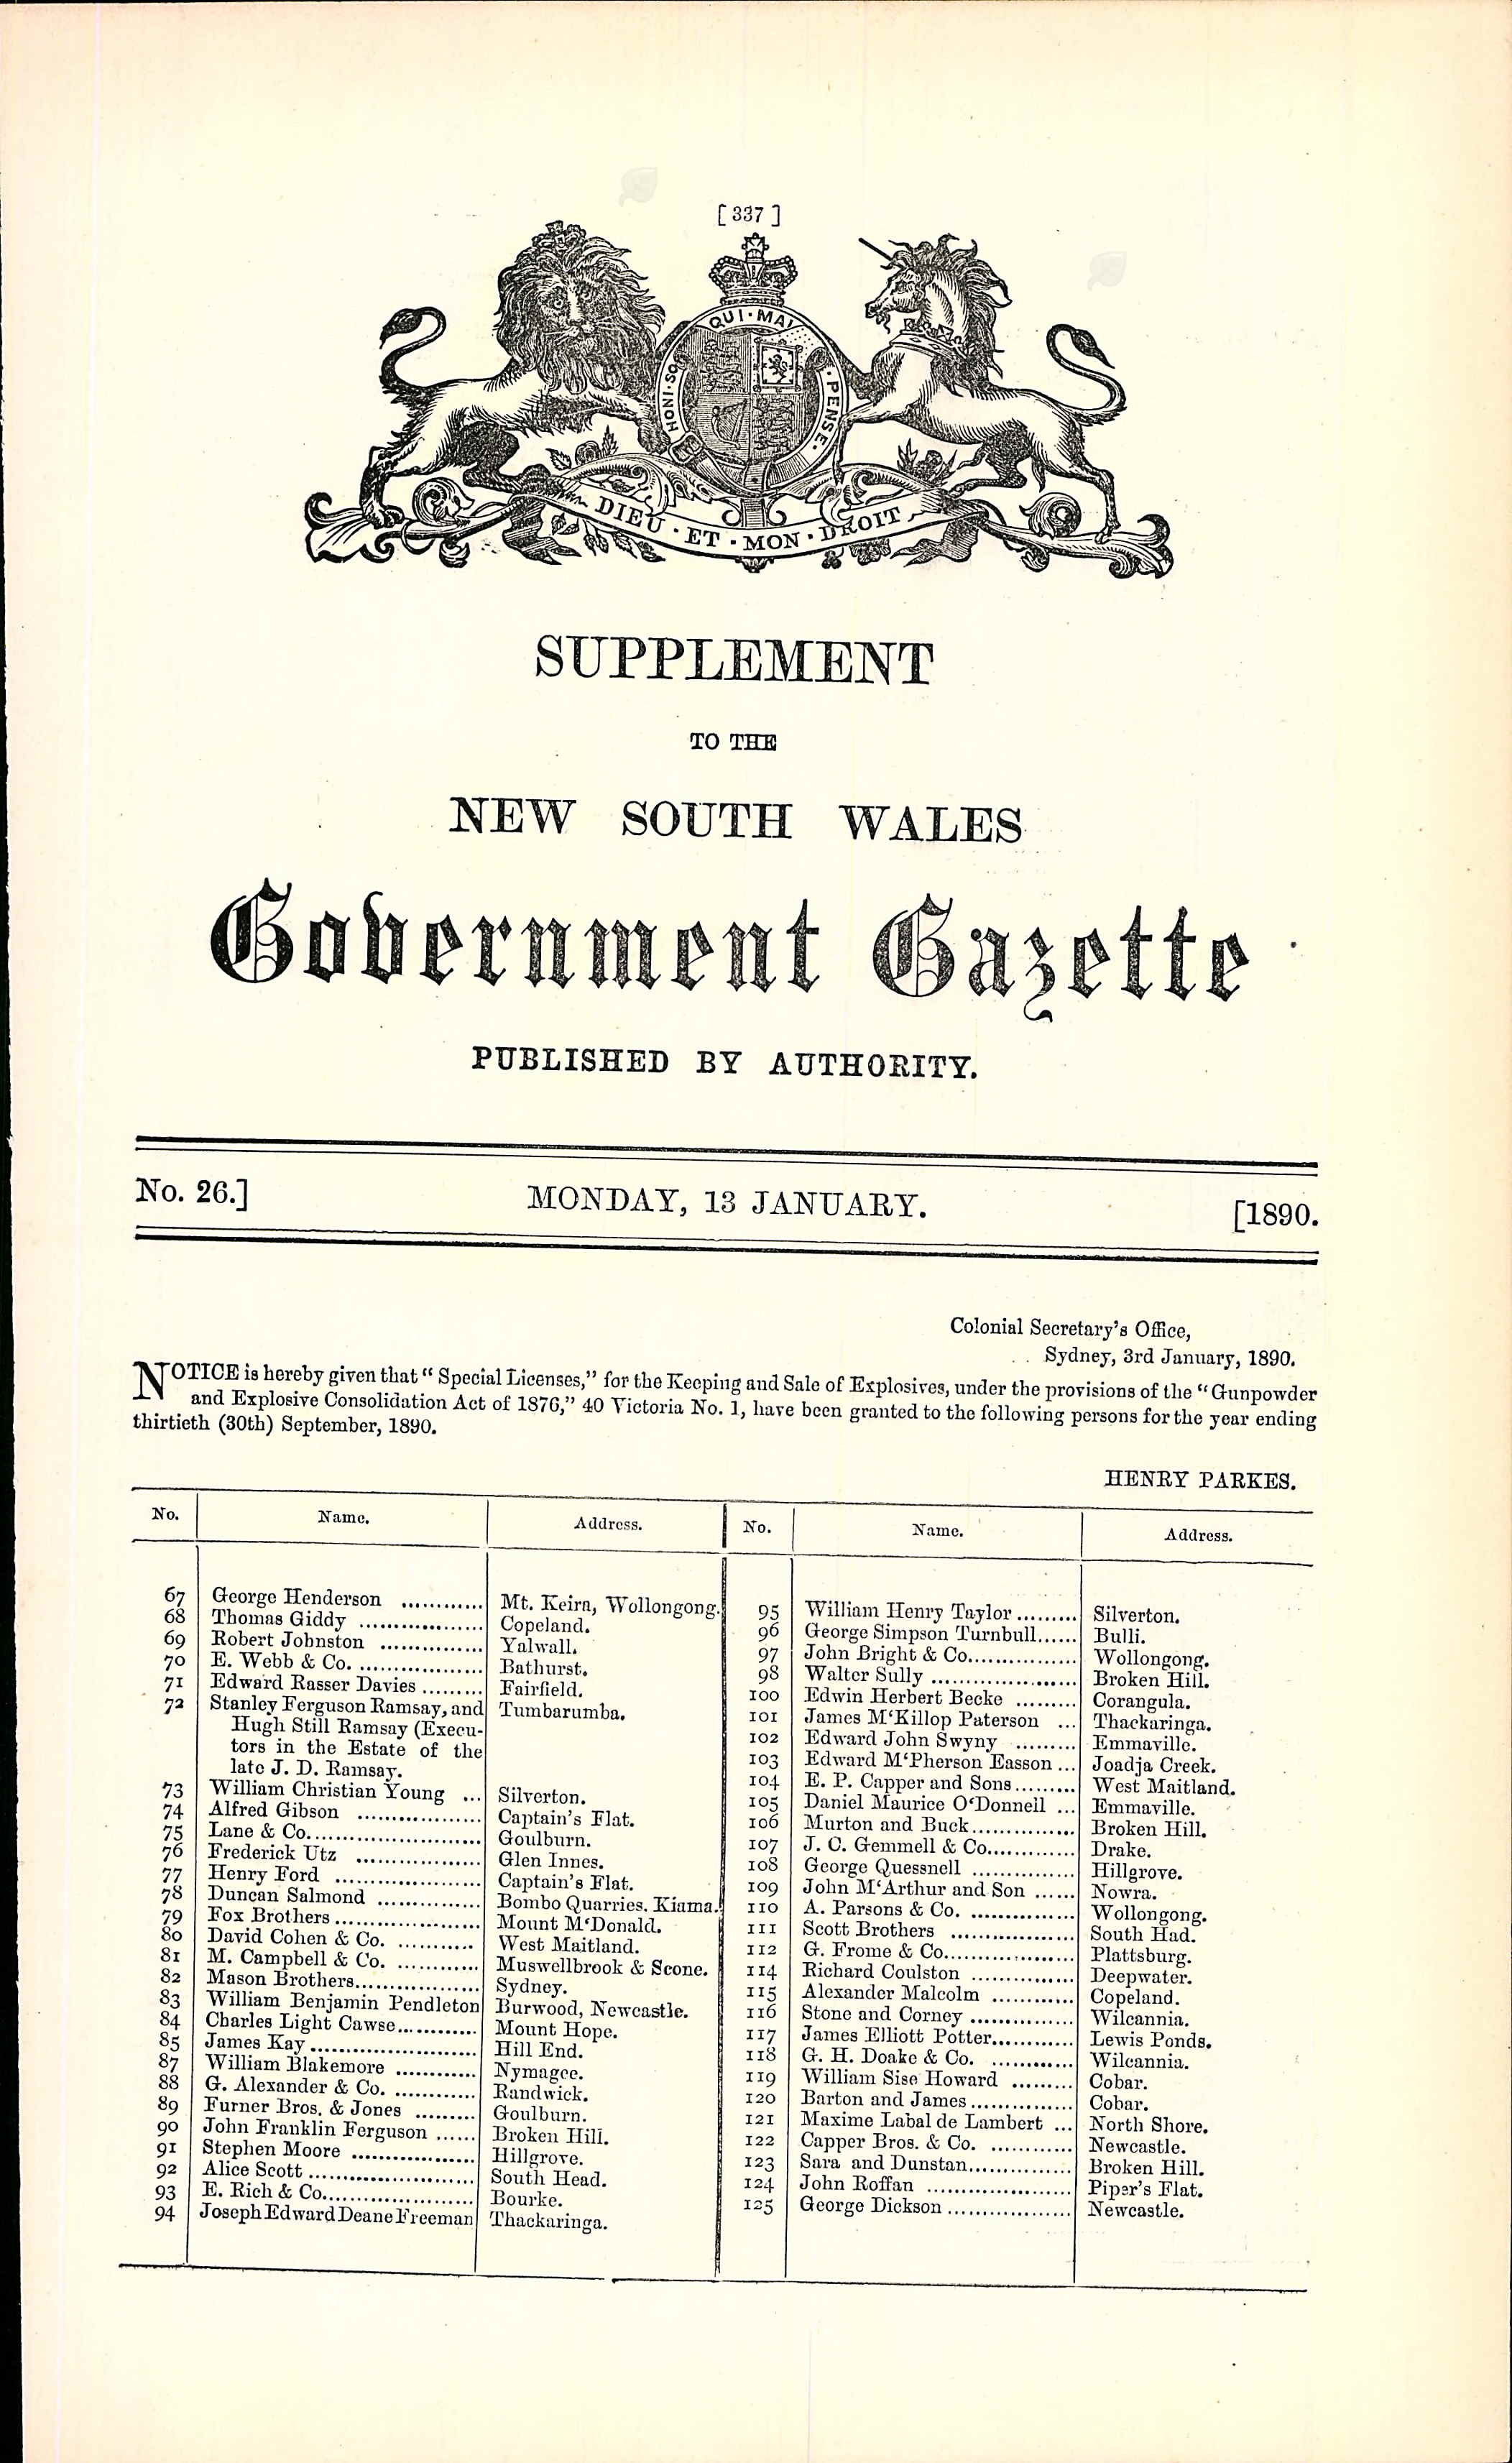 [ 337 ]
HONI·SO QUI·MAL ·PENSE·
DIEU · ET · MON · DROIT
SUPPLEMENT
TO THE
NEW SOUTH WALES
Government Gazette
PUBLISHED BY AUTHORITY.
No. 26.] MONDAY, 13 JANUARY. [1890.
Colonial Secretary's Office,
Sydney, 3rd January, 1890.
NOTICE is hereby given that “ Special Licenses,” for the Keeping and Sale of Explosives, under the provisions of the “Gunpowder
and Explosive Consolidation Act of 1876,” 40 Victoria No. 1, have been granted to the following persons for the year ending
thirtieth (30th) September, 1890.
HENRY PARKES.
No. Name. Address. No. Name. Address.
67 George Henderson ............ Mt. Keira, Wollongong.
68 Thomas Giddy .................. Copeland.
69 Robert Johnston ............... Yalwall.
70 E. Webb & Co. .................. Bathurst.
71 Edward Rasser Davies ......... Fairfield.
72 Stanley Ferguson Ramsay, and Tumbarumba.
Hugh Still Ramsay (Execu-
tors in the Estate of the
late J. D. Ramsay.
73 William Christian Young ... Silverton.
74 Alfred Gibson .................. Captain's Flat.
75 Lane & Co. ........................ Goulburn.
76 Frederick Utz .................. Glen Innes.
77 Henry Ford ..................... Captain's Flat.
78 Duncan Salmond ............... Bombo Quarries. Kiama.
79 Fox Brothers ..................... Mount M‘Donald.
80 David Cohen & Co. ........... West Maitland.
81 M. Campbell & Co. ............ Muswellbrook & Scone.
82 Mason Brothers.................. Sydney.
83 William Benjamin Pendleton Burwood, Newcastle.
84 Charles Light Cawse............ Mount Hope.
85 James Kay ........................ Hill End.
87 William Blakemore ............ Nymagee.
88 G. Alexander & Co. ............ Randwick.
89 Furner Bros. & Jones ......... Goulburn.
90 John Franklin Ferguson ...... Broken Hill.
91 Stephen Moore .................. Hillgrove.
92 Alice Scott ........................ South Head.
93 E. Rich & Co...................... Bourke.
94 Joseph Edward Deane Freeman Thackaringa.
95 William Henry Taylor ......... Silverton.
96 George Simpson Turnbull...... Bulli.
97 John Bright & Co............... Wollongong.
98 Walter Sully ..................... Broken Hill.
100 Edwin Herbert Becke ......... Corangula.
101 James M‘Killop Paterson ... Thackaringa.
102 Edward John Swyny ......... Emmaville.
103 Edward M‘Pherson Easson ... Joadja Creek.
104 E. P. Capper and Sons ......... West Maitland.
105 Daniel Maurice O‘Donnell ... Emmaville.
106 Murton and Buck............... Broken Hill.
107 J. C. Gemmell & Co............ Drake.
108 George Quessnell ............... Hillgrove.
109 John M‘Arthur and Son ...... Nowra.
110 A. Parsons & Co. ............... Wollongong.
111 Scott Brothers .................. South Had.
112 G. Frome & Co.................. Plattsburg.
114 Richard Coulston ............... Deepwater.
115 Alexander Malcolm ............ Copeland.
116 Stone and Corney ............... Wilcannia.
117 James Elliott Potter............ Lewis Ponds.
118 G. H. Doake & Co. ............ Wilcannia.
119 William Sise Howard ......... Cobar.
120 Barton and James............... Cobar.
121 Maxime Labal de Lambert ... North Shore.
122 Capper Bros. & Co. ............ Newcastle.
123 Sara and Dunstan............... Broken Hill.
124 John Roffan ..................... Piper's Flat.
125 George Dickson .................. Newcastle.